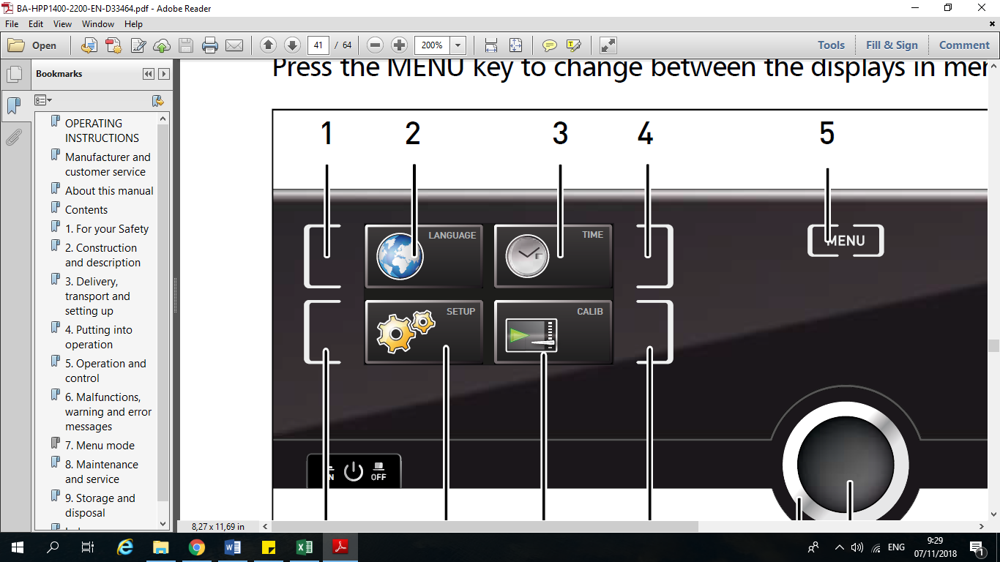 BA-HPP1400-2200-EN-D33464.pdf - Adobe Reader
File Edit View Window Help
Open 41 / 64 200% Tools Fill & Sign Comment
Bookmarks
OPERATING
INSTRUCTIONS
Manufacturer and
customer service
About this manual
Contents
1. For your Safety
2. Construction
and description
3. Delivery,
transport and
setting up
4. Putting into
operation
5. Operation and
control
6. Malfunctions,
warning and error
messages
7. Menu mode
8. Maintenance
and service
9. Storage and
disposal
Press the MENU key to change between the displays in
1 2 3 4 5
LANGUAGE TIME
MENU
SETUP CALIB
OFF
8,27 x 11,69 in
ENG
9:29
07/11/2018
1